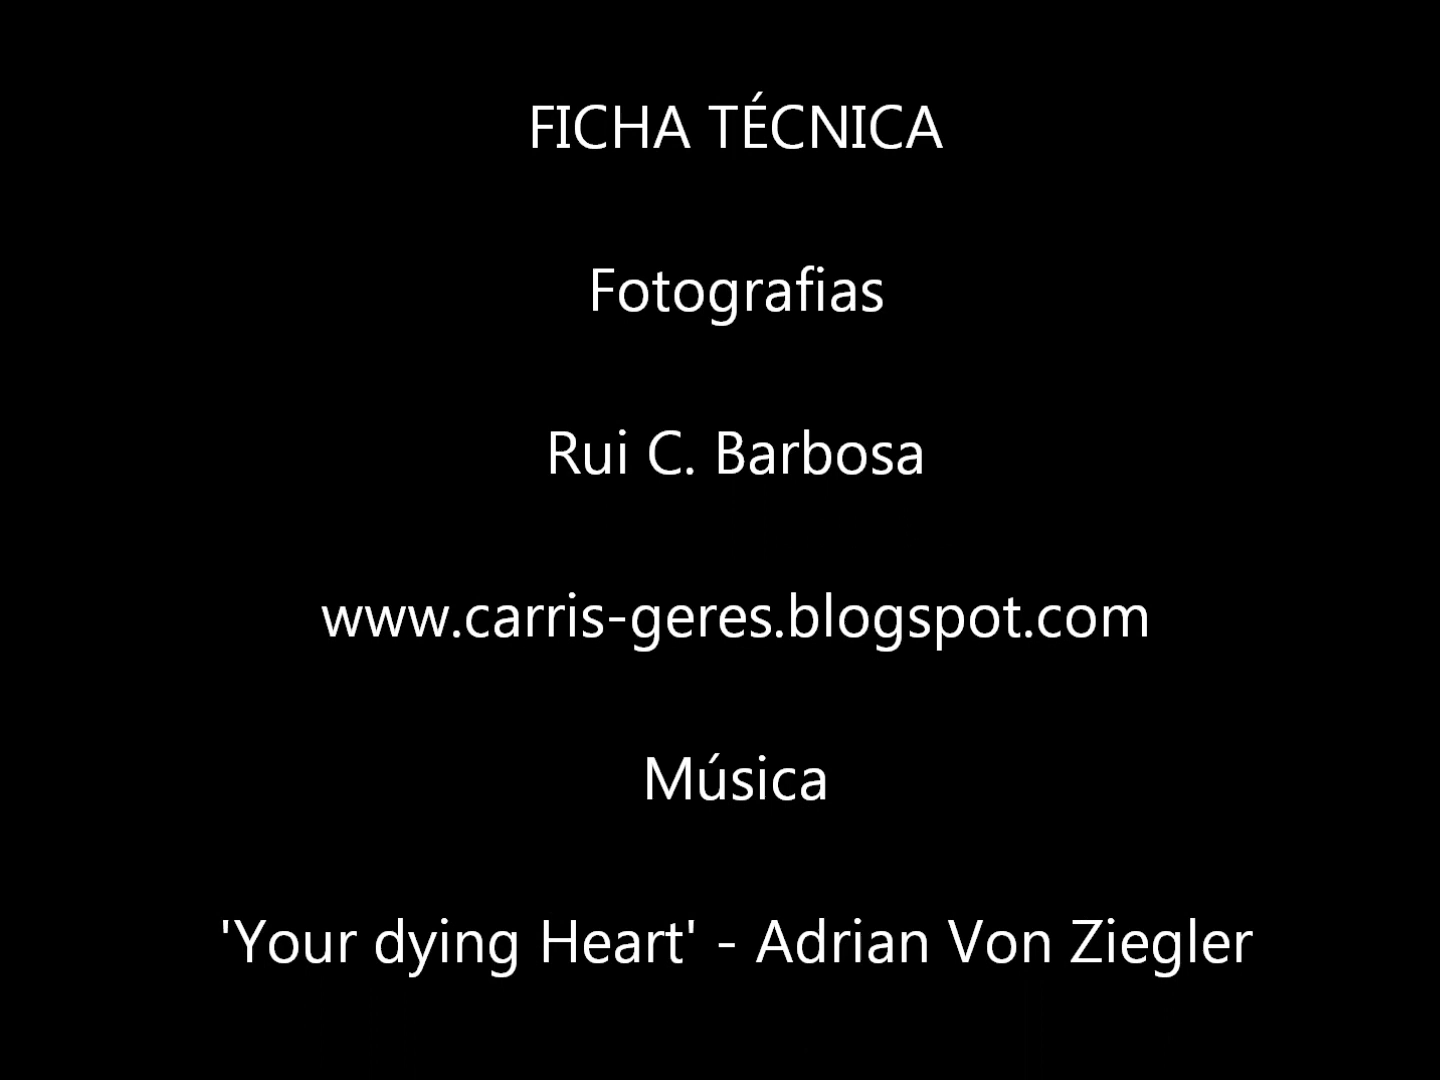 FICHA TÉCNICA
Fotografias
Rui C. Barbosa
www.carris-geres.blogspot.com
Música
'Your dying Heart' - Adrian Von Ziegler